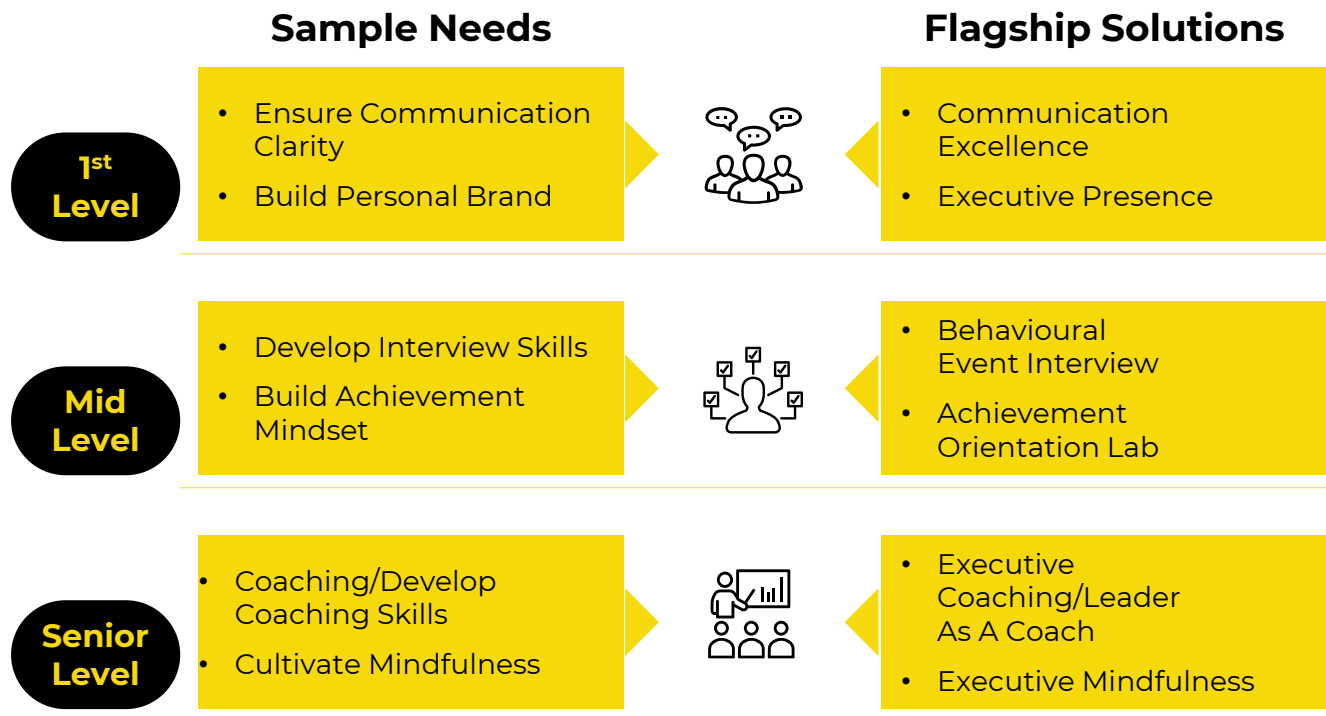 Sample Needs
Flagship Solutions
1st
Level
• Ensure Communication
Clarity
• Build Personal Brand
• Communication
Excellence
• Executive Presence
Mid
Level
• Develop Interview Skills
• Build Achievement
Mindset
• Behavioural
Event Interview
• Achievement
Orientation Lab
Senior
Level
• Coaching/Develop
Coaching Skills
• Cultivate Mindfulness
• Executive
Coaching/Leader
As A Coach
• Executive Mindfulness